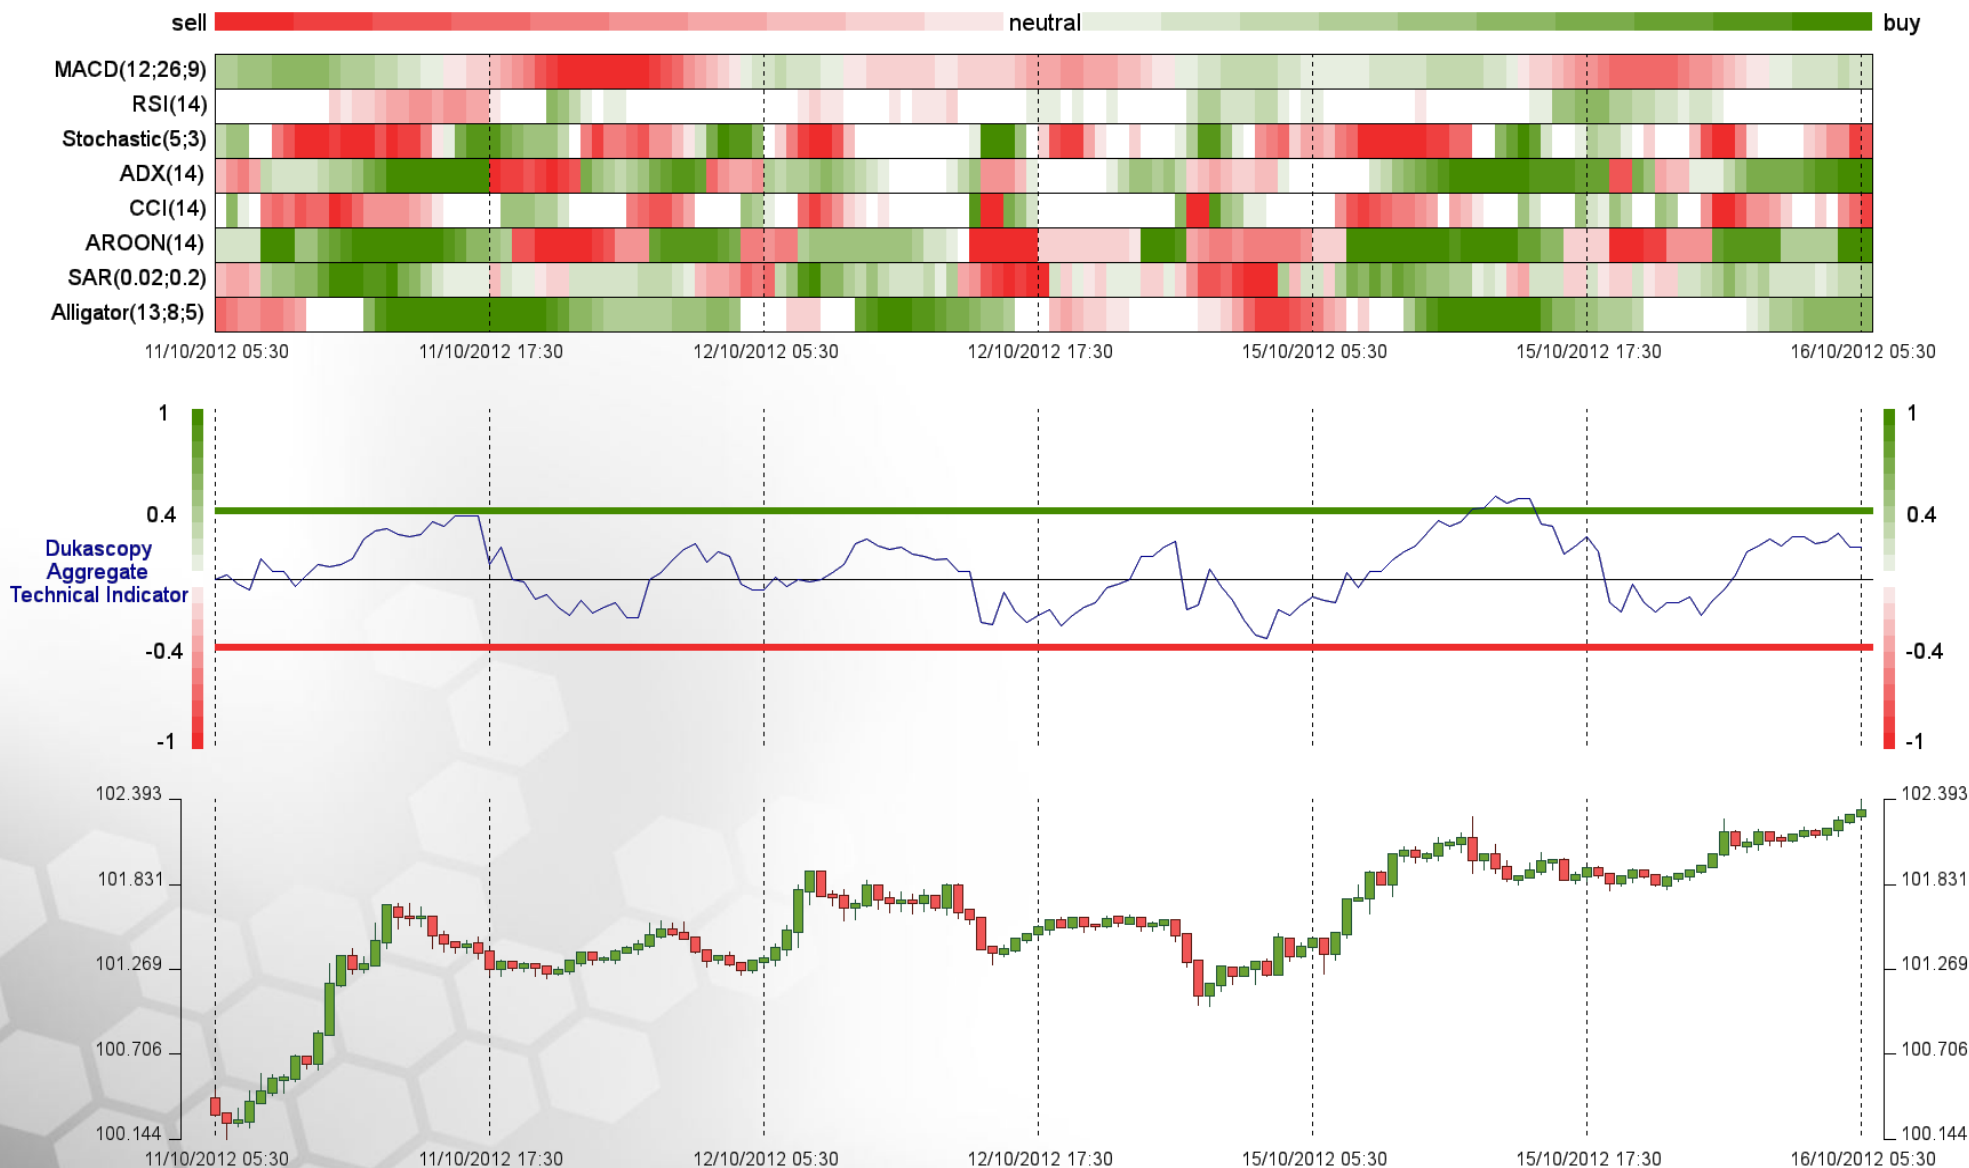 sell neutral buy
MACD(12;26;9)
RSI(14)
Stochastic(5;3)
ADX(14)
CCI(14)
AROON(14)
SAR(0.02;0.2)
Alligator(13;8;5)
11/10/2012 05:30 11/10/2012 17:30 12/10/2012 05:30 12/10/2012 17:30 15/10/2012 05:30 15/10/2012 17:30 16/10/2012 05:30
1 1
0.4 0.4
Dukascopy
Aggregate
Technical Indicator
-0.4 -0.4
-1 -1
102.393 102.393
101.831 101.831
101.269 101.269
100.706 100.706
100.144 100.144
11/10/2012 05:30 11/10/2012 17:30 12/10/2012 05:30 12/10/2012 17:30 15/10/2012 05:30 15/10/2012 17:30 16/10/2012 05:30